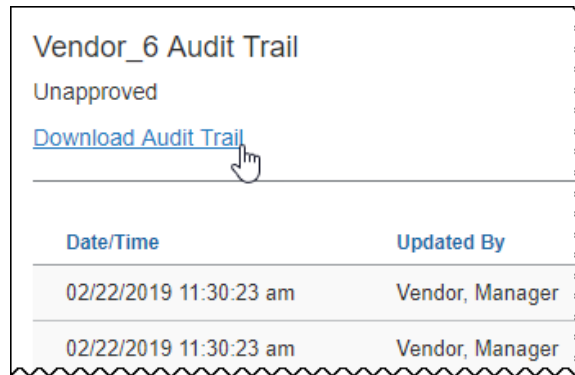 Vendor_6 Audit Trail
Unapproved
Download Audit Trail
Date/Time Updated By
02/22/2019 11:30:23 am Vendor, Manager
02/22/2019 11:30:23 am Vendor, Manager